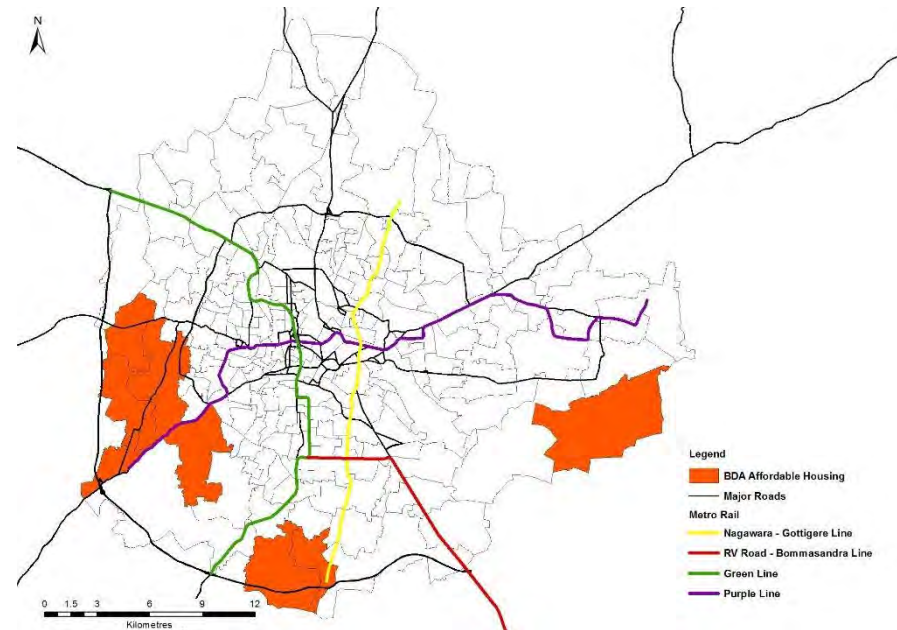 N
Legend
BDA Affordable Housing
Major Roads
Metro Rail
Nagawara - Gottigere Line
RV Road - Bommasandra Line
Green Line
Purple Line
0 1.5 3 6 9 12
Kilometres